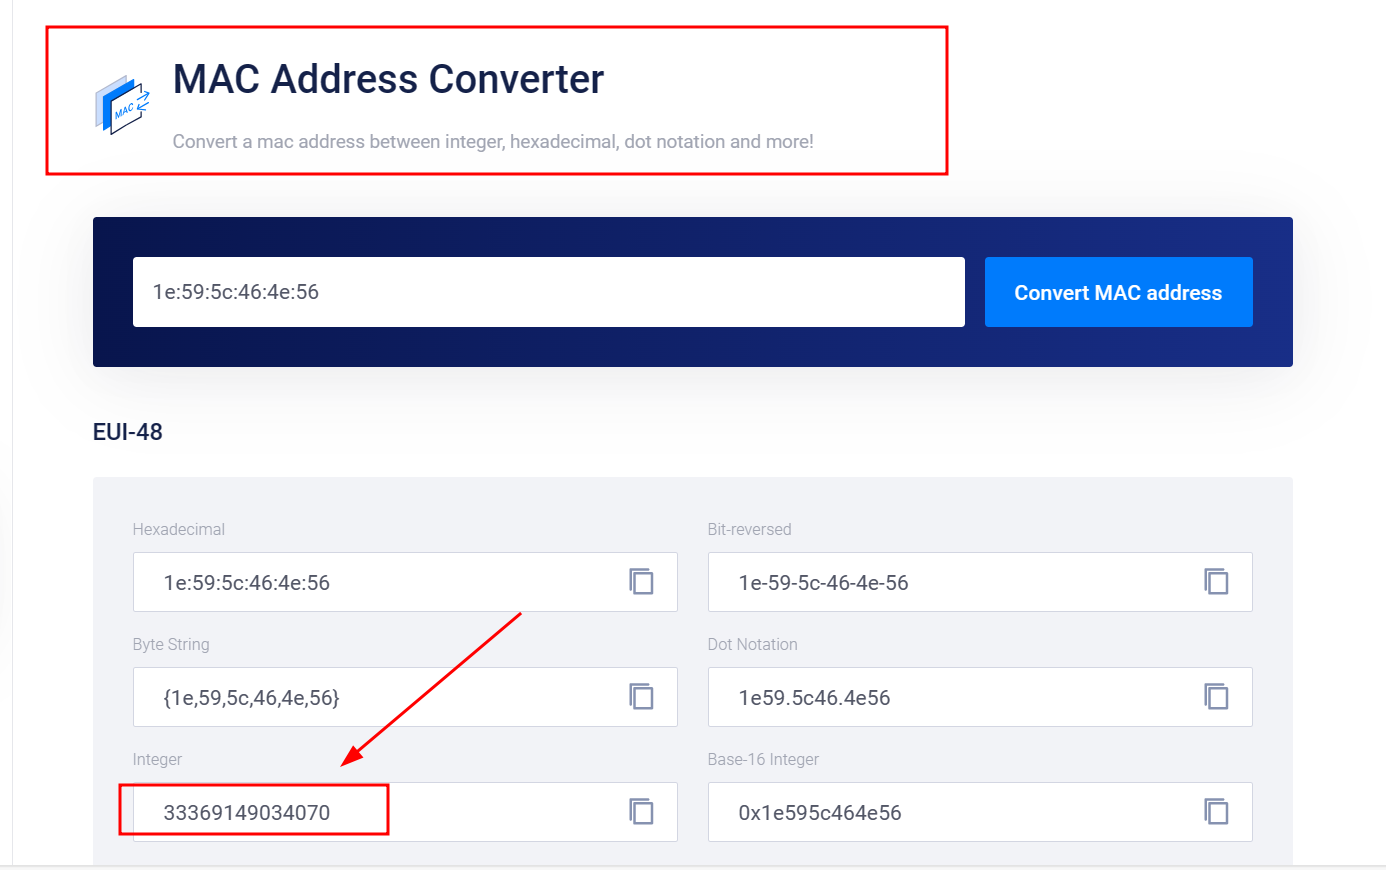 MAC
MAC Address Converter
Convert a mac address between integer, hexadecimal, dot notation and more!
1e:59:5c:46:4e:56
Convert MAC address
EUI-48
Hexadecimal
1e:59:5c:46:4e:56
Bit-reversed
1e-59-5c-46-4e-56
Byte String
{1e,59,5c,46,4e,56}
Dot Notation
1e59.5c46.4e56
Integer
33369149034070
Base-16 Integer
0x1e595c464e56